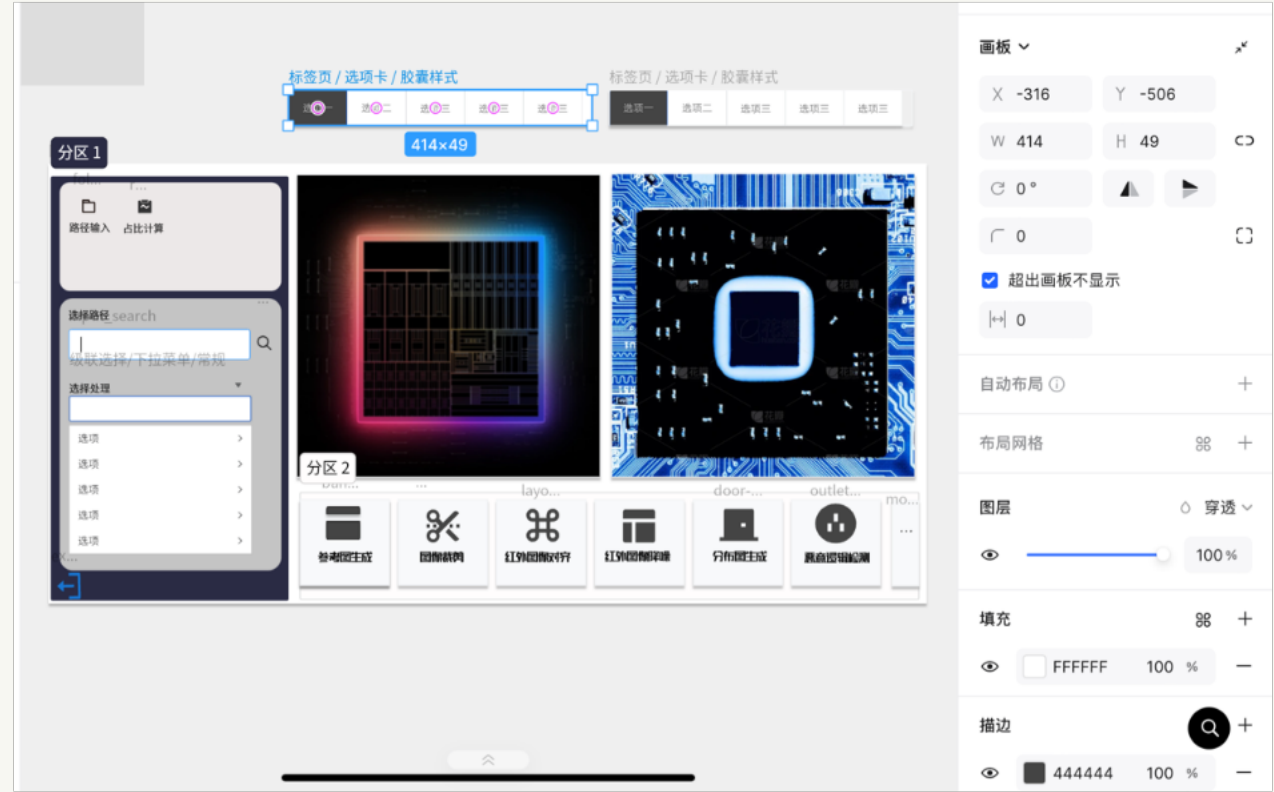 标签页 / 选项卡 / 胶囊样式
标签页 / 选项卡 / 胶囊样式
选项一 选项二 选项三 选项三 选项三
414×49
分区 1
r...
路径输入 占比计算
...
选择路径
_search
级联选择/下拉菜单/常规
选择处理
选项
选项
选项
选项
选项
分区 2
...
layo...
door-...
outlet...
mo...
参考图生成
图像裁剪
红外图像对齐
红外图像降噪
分布图生成
...
画板
X -316
Y -506
W 414
H 49
0 °
0
超出画板不显示
0
自动布局
布局网格
图层
穿透
100 %
填充
FFFFFF 100 %
描边
444444 100 %